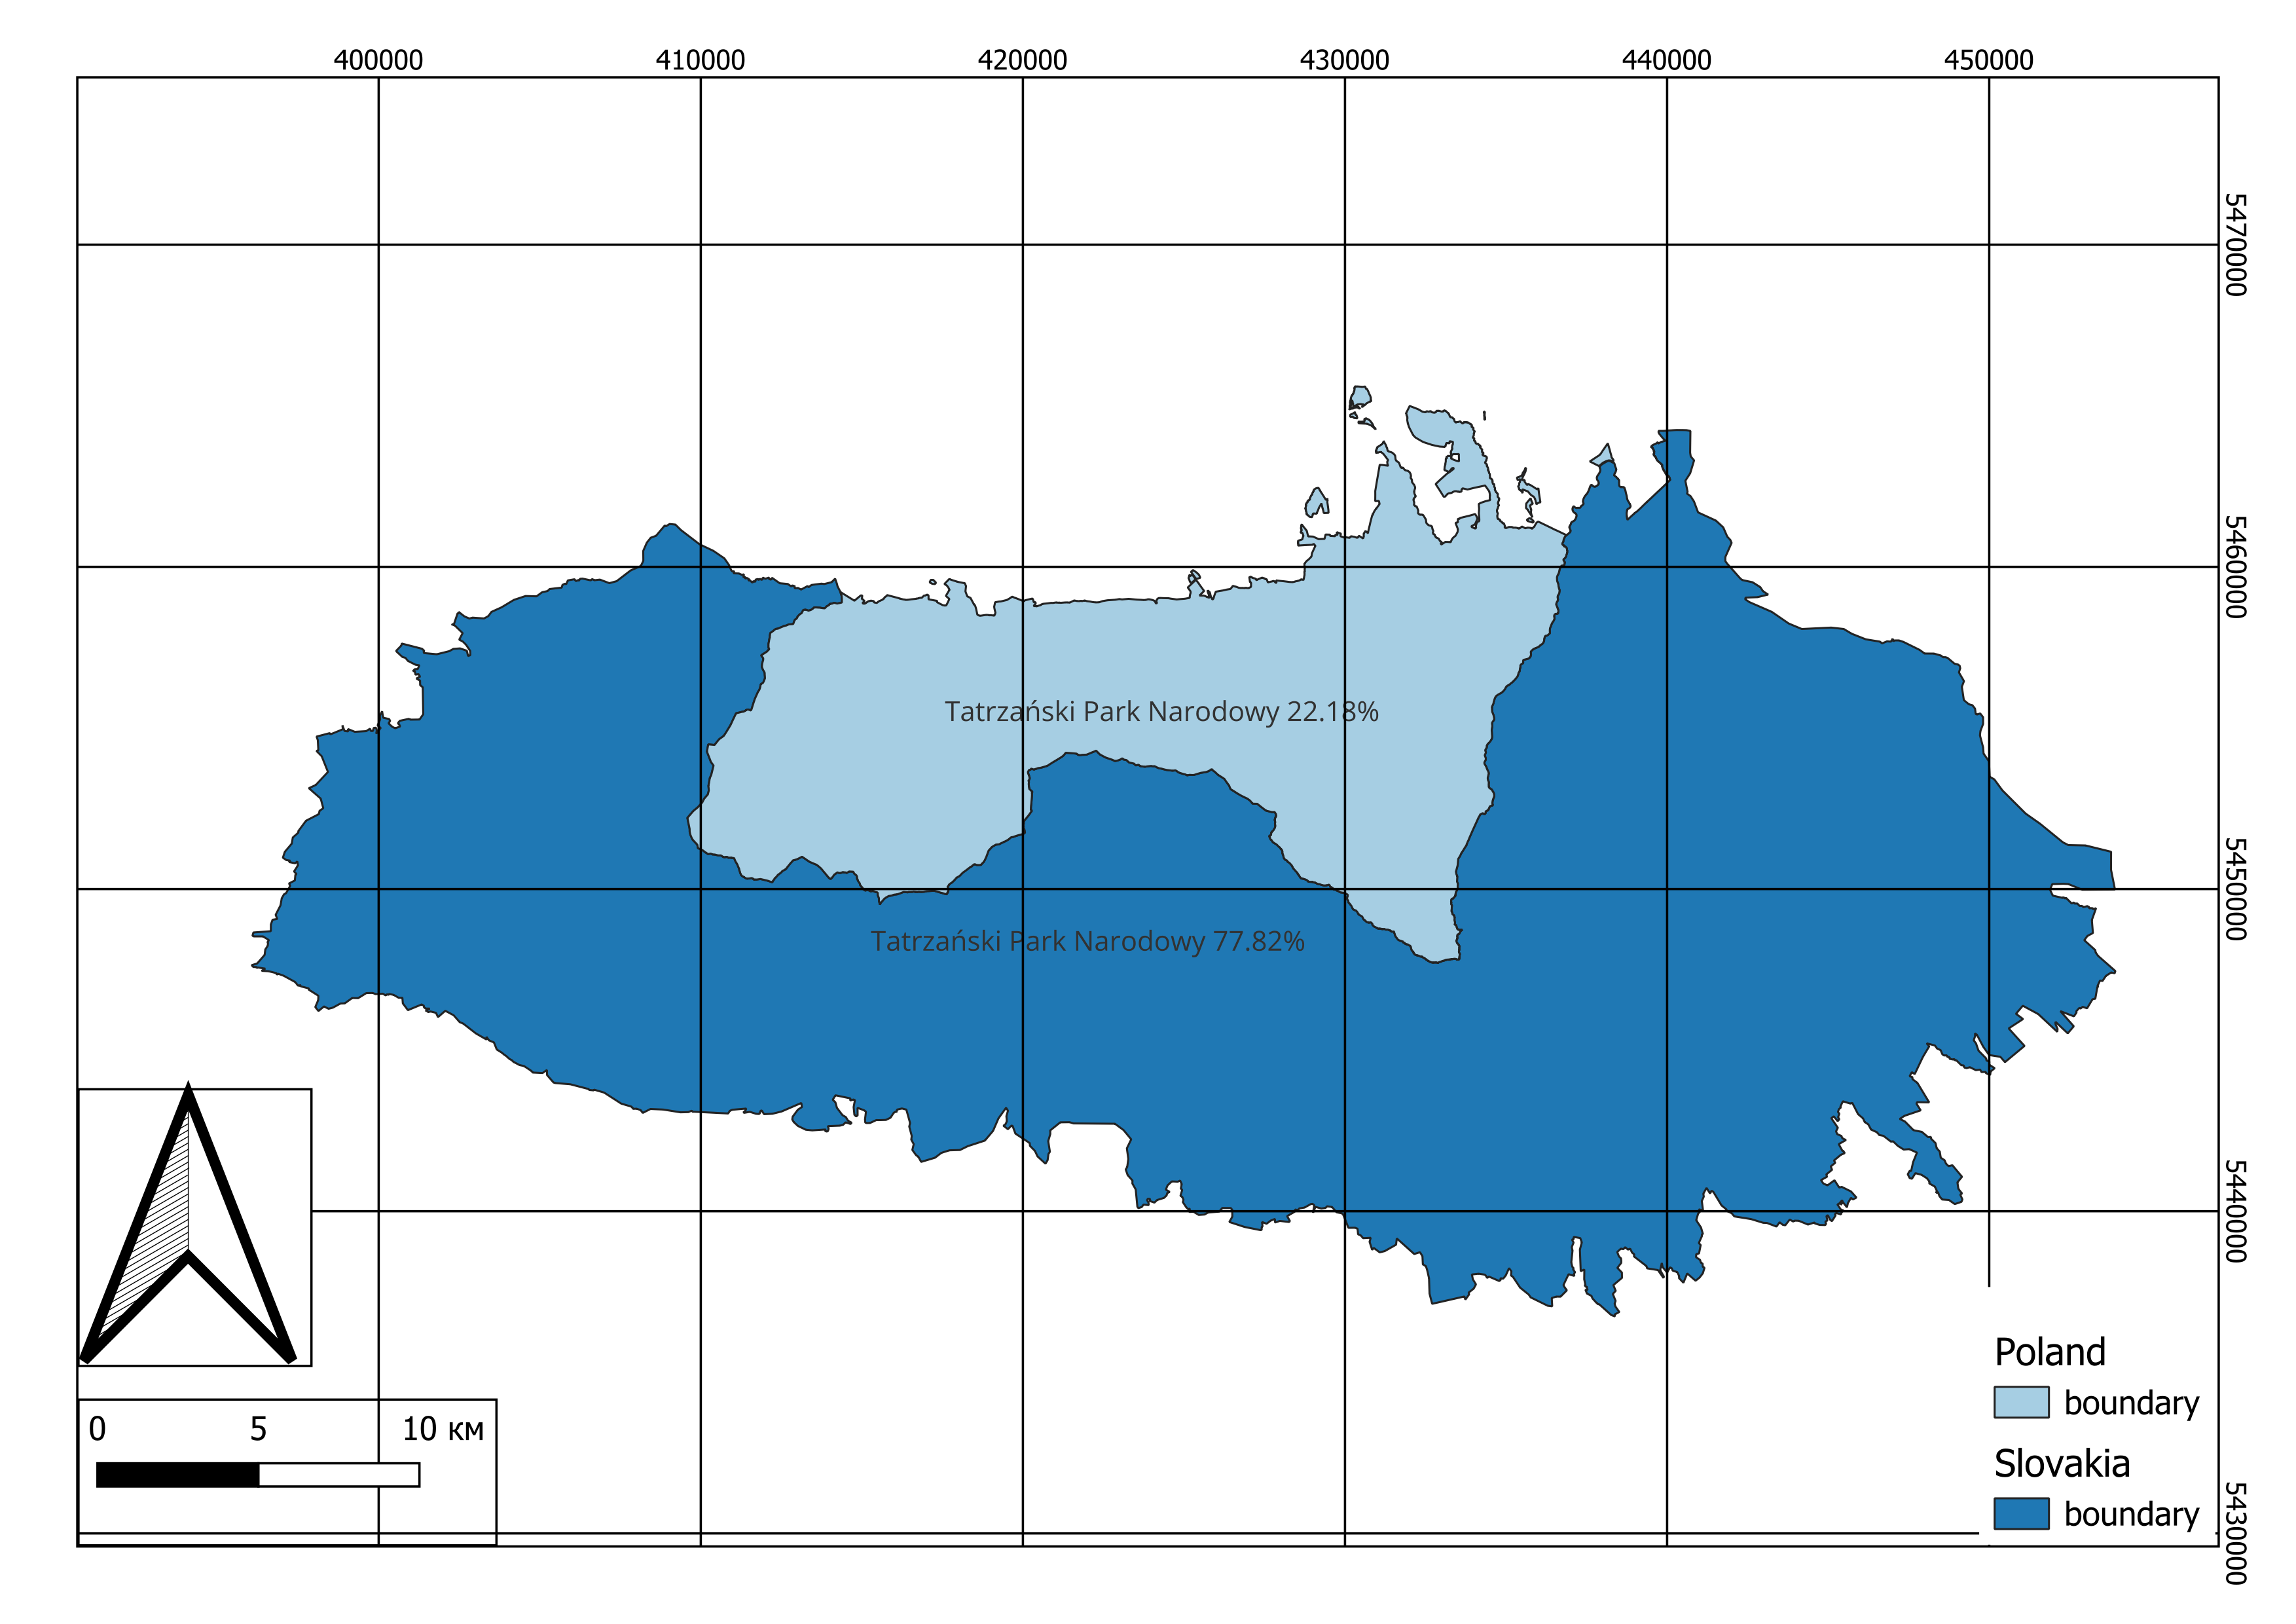 400000 410000 420000 430000 440000 450000
5470000
5460000
Tatrzański Park Narodowy 22.18%
5450000
Tatrzański Park Narodowy 77.82%
5440000
Poland
boundary
Slovakia
boundary
0 5 10 км
5430000